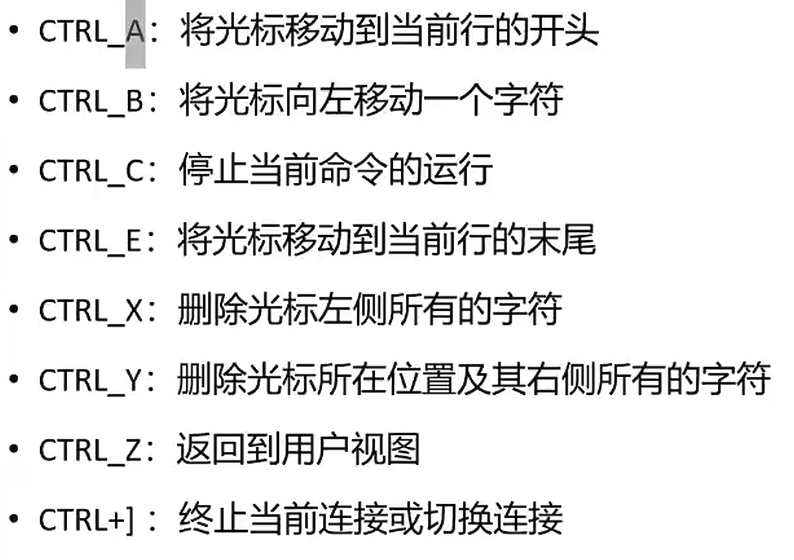 • CTRL_A：将光标移动到当前行的开头
• CTRL_B：将光标向左移动一个字符
• CTRL_C：停止当前命令的运行
• CTRL_E：将光标移动到当前行的末尾
• CTRL_X：删除光标左侧所有的字符
• CTRL_Y：删除光标所在位置及其右侧所有的字符
• CTRL_Z：返回到用户视图
• CTRL+]：终止当前连接或切换连接